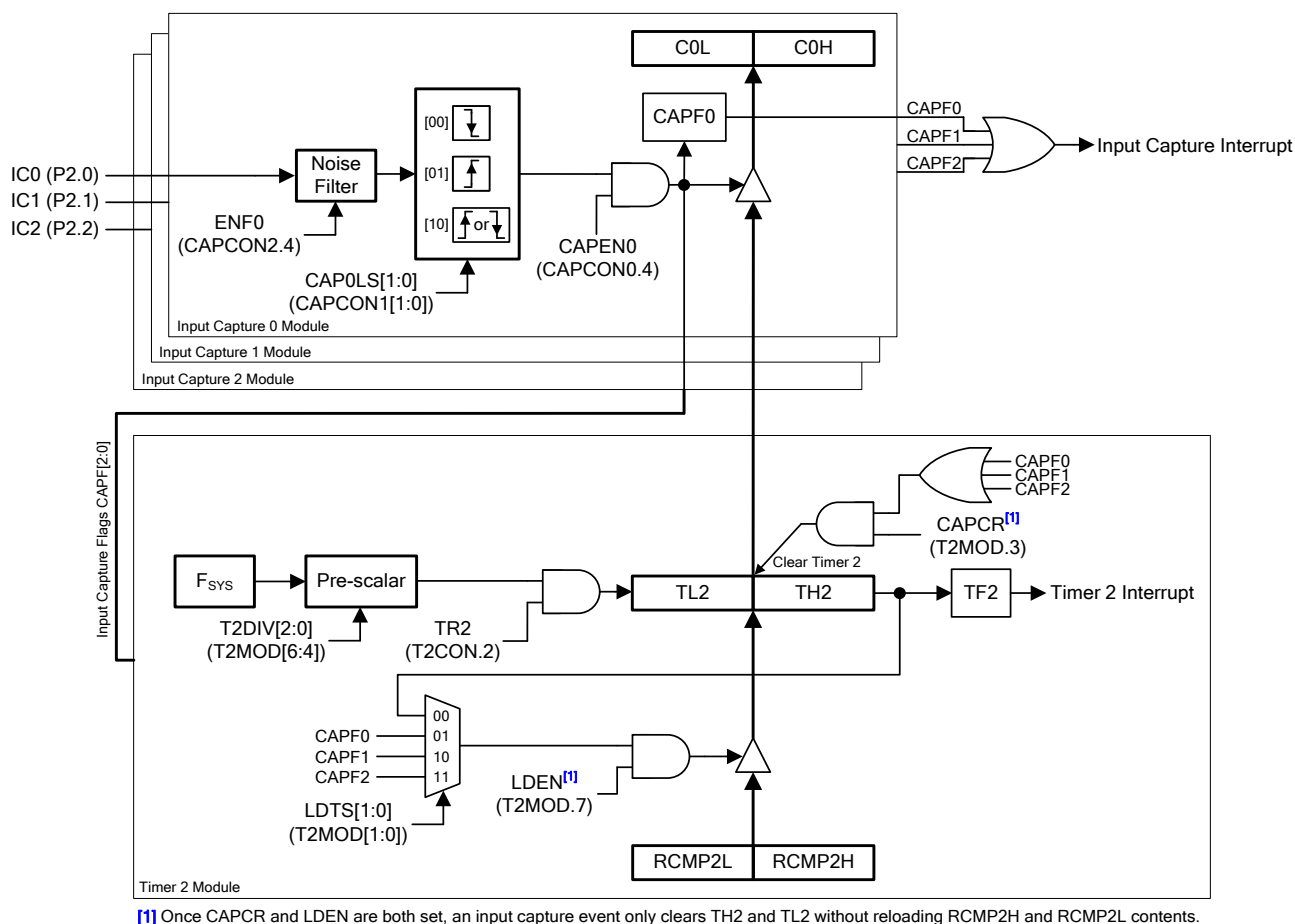 C0L C0H
CAPF0
CAPF0
CAPF1
CAPF2
Input Capture Interrupt
IC0 (P2.0)
IC1 (P2.1)
IC2 (P2.2)
Noise
Filter
ENF0
(CAPCON2.4)
[00]
[01]
[10] or
CAP0LS[1:0]
(CAPCON1[1:0])
CAPEN0
(CAPCON0.4)
Input Capture 0 Module
Input Capture 1 Module
Input Capture 2 Module
Input Capture Flags CAPF[2:0]
CAPF0
CAPF1
CAPF2
CAPCR[1]
(T2MOD.3)
Clear Timer 2
FSYS
Pre-scalar
T2DIV[2:0]
(T2MOD[6:4])
TR2
(T2CON.2)
TL2 TH2
TF2
Timer 2 Interrupt
00
CAPF0 01
CAPF1 10
CAPF2 11
LDTS[1:0]
(T2MOD[1:0])
LDEN[1]
(T2MOD.7)
RCMP2L RCMP2H
Timer 2 Module
[1] Once CAPCR and LDEN are both set, an input capture event only clears TH2 and TL2 without reloading RCMP2H and RCMP2L contents.